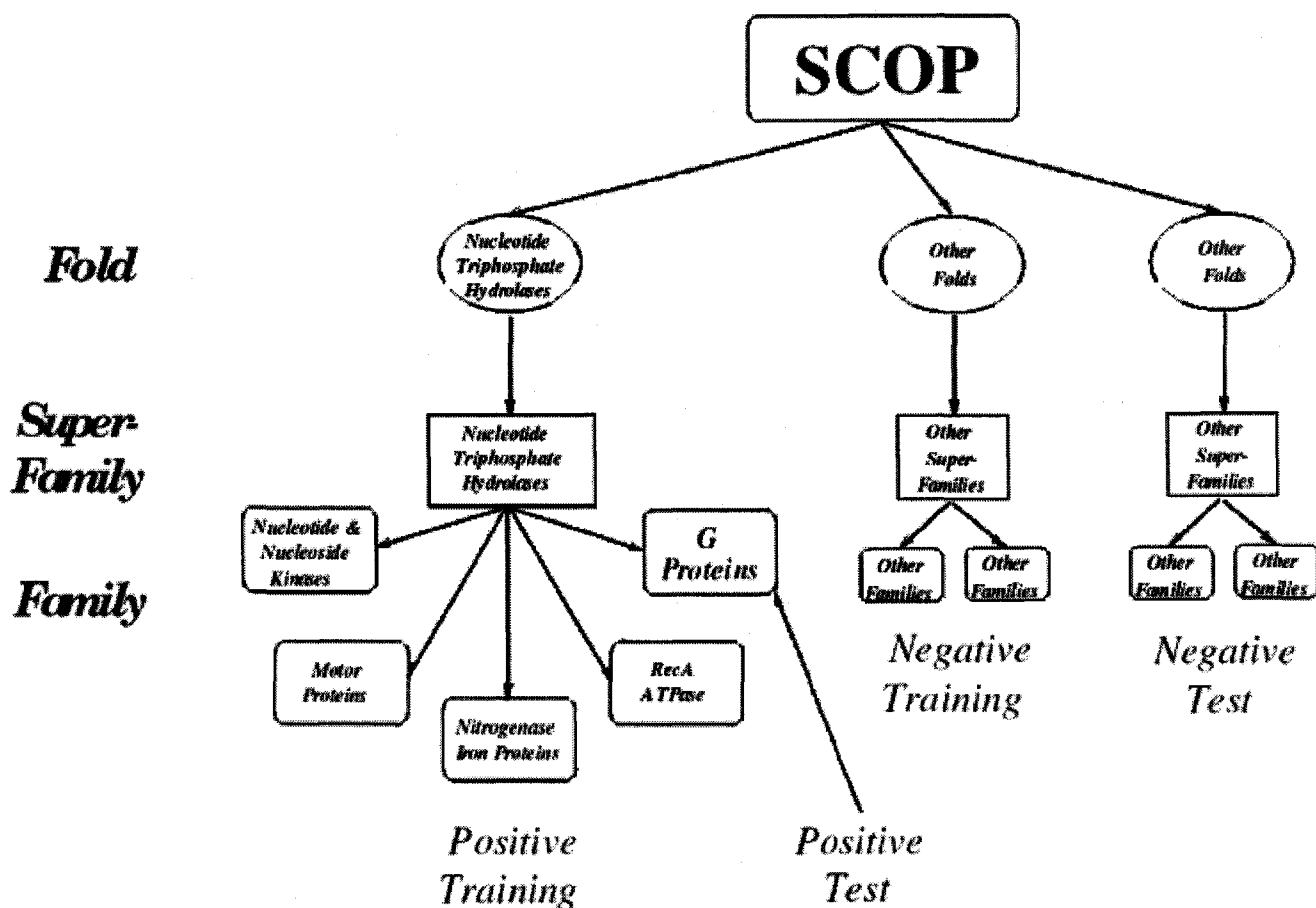 SCOP
Fold
Nucleotide
Triphosphate
Hydrolases
Other
Folds
Other
Folds
Super-
Family
Nucleotide
Triphosphate
Hydrolases
Other
Super-
Families
Other
Super-
Families
Family
Nucleotide &
Nucleoside
Kinases
G
Proteins
Other
Families
Other
Families
Other
Families
Other
Families
Motor
Proteins
Nitrogenase
Iron Proteins
RecA
ATPase
Negative
Training
Negative
Test
Positive
Training
Positive
Test